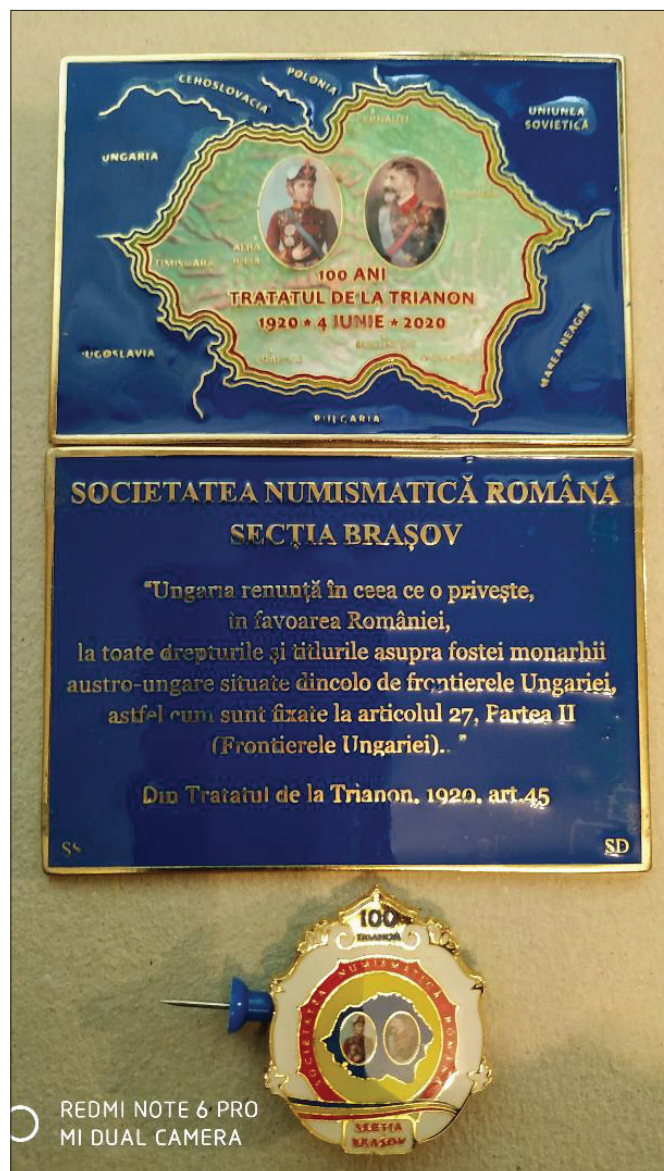 CEHOSLOVACIA
POLONIA
UNIUNEA
SOVIETICĂ
UNGARIA
CERNĂUȚI
ALBA
IULIA
TIMIȘOARA
100 ANI
TRATATUL DE LA TRIANON
1920 * 4 IUNIE * 2020
IUGOSLAVIA
MAREA NEAGRĂ
BULGARIA
SOCIETATEA NUMISMATICĂ ROMÂNĂ
SECȚIA BRAȘOV
"Ungaria renunță în ceea ce o privește,
în favoarea României,
la toate drepturile și titlurile asupra fostei monarhii
austro-ungare situate dincolo de frontierele Ungariei,
astfel cum sunt fixate la articolul 27, Partea II
(Frontierele Ungariei).. "
Din Tratatul de la Trianon, 1920, art.45
SS
SD
100
TRIANON
SOCIETATEA NUMISMATICĂ ROMÂNĂ
SECȚIA
BRAȘOV
REDMI NOTE 6 PRO
MI DUAL CAMERA